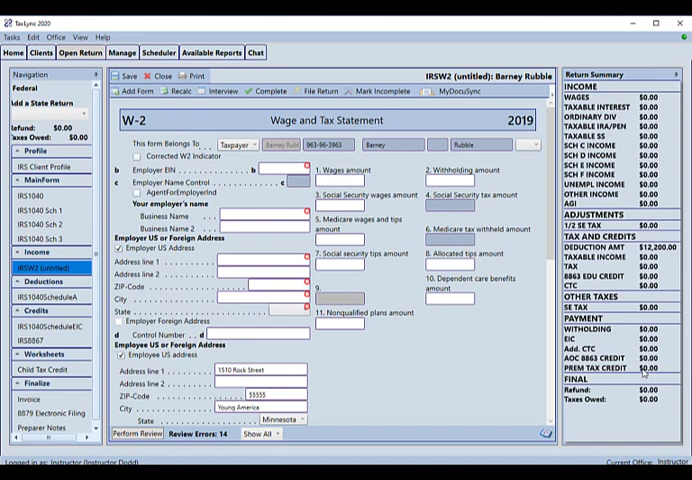 TaxSync 2020
Tasks Edit Office View Help
Home Clients Open Return Manage Scheduler Available Reports Chat
Navigation
Federal
Add a State Return
Refund: $0.00
Taxes Owed: $0.00
Profile
IRS Client Profile
MainForm
IRS1040
IRS1040 Sch 1
IRS1040 Sch 2
IRS1040 Sch 3
Income
IRSW2 (untitled)
Deductions
IRS1040ScheduleA
Credits
IRS1040ScheduleEIC
IRS8867
Worksheets
Child Tax Credit
Finalize
Invoice
8879 Electronic Filing
Preparer Notes
Save Close Print
IRSW2 (untitled): Barney Rubble
Add Form Recalc Interview Complete File Return Mark Incomplete MyDocuSync
W-2 Wage and Tax Statement 2019
This form Belongs To Taxpayer Barney Rubb 963-96-3963 Barney Rubble
Corrected W2 Indicator
b Employer EIN b
c Employer Name Control c
AgentForEmployerInd
Your employer's name
Business Name
Business Name 2
Employer US or Foreign Address
Employer US Address
Address line 1
Address line 2
ZIP-Code
City
State
Employer Foreign Address
d Control Number d
Employee US or Foreign Address
Employee US address
Address line 1 1510 Rock Street
Address line 2
ZIP-Code 55555
City Young America
State Minnesota
1. Wages amount
2. Withholding amount
3. Social Security wages amount
4. Social Security tax amount
5. Medicare wages and tips amount
6. Medicare tax withheld amount
7. Social security tips amount
8. Allocated tips amount
9.
10. Dependent care benefits amount
11. Nonqualified plans amount
Perform Review Review Errors: 14 Show All
Return Summary
INCOME
WAGES $0.00
TAXABLE INTEREST $0.00
ORDINARY DIV $0.00
TAXABLE IRA/PEN $0.00
TAXABLE SS $0.00
SCH C INCOME $0.00
SCH D INCOME $0.00
SCH E INCOME $0.00
SCH F INCOME $0.00
UNEMPL INCOME $0.00
OTHER INCOME $0.00
AGI $0.00
ADJUSTMENTS
1/2 SE TAX $0.00
TAX AND CREDITS
DEDUCTION AMT $12,200.00
TAXABLE INCOME $0.00
TAX $0.00
8863 EDU CREDIT $0.00
CTC $0.00
OTHER TAXES
SE TAX $0.00
PAYMENT
WITHHOLDING $0.00
EIC $0.00
Add. CTC $0.00
AOC 8863 CREDIT $0.00
PREM TAX CREDIT $0.00
FINAL
Refund: $0.00
Taxes Owed: $0.00
Logged in as: Instructor (Instructor Dodd)
Current Office: Instructor